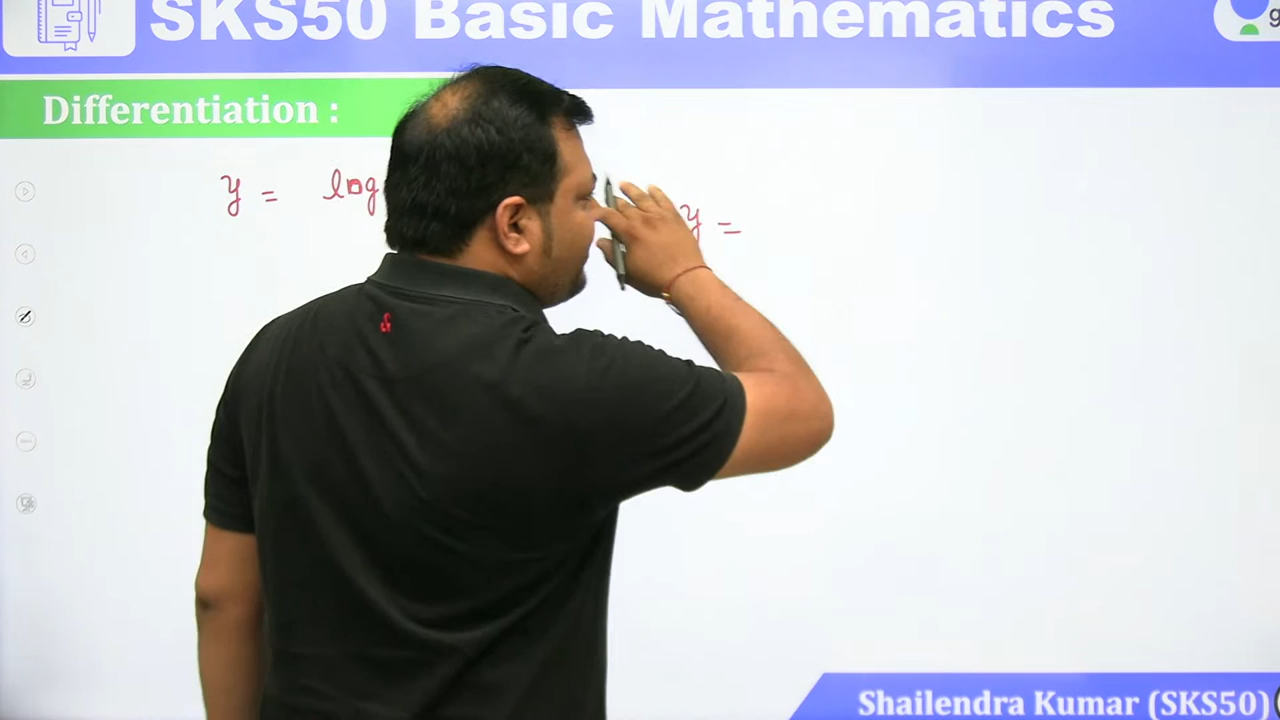 SKS50 Basic Mathematics
Differentiation :
y = log
y =
Shailendra Kumar (SKS50)